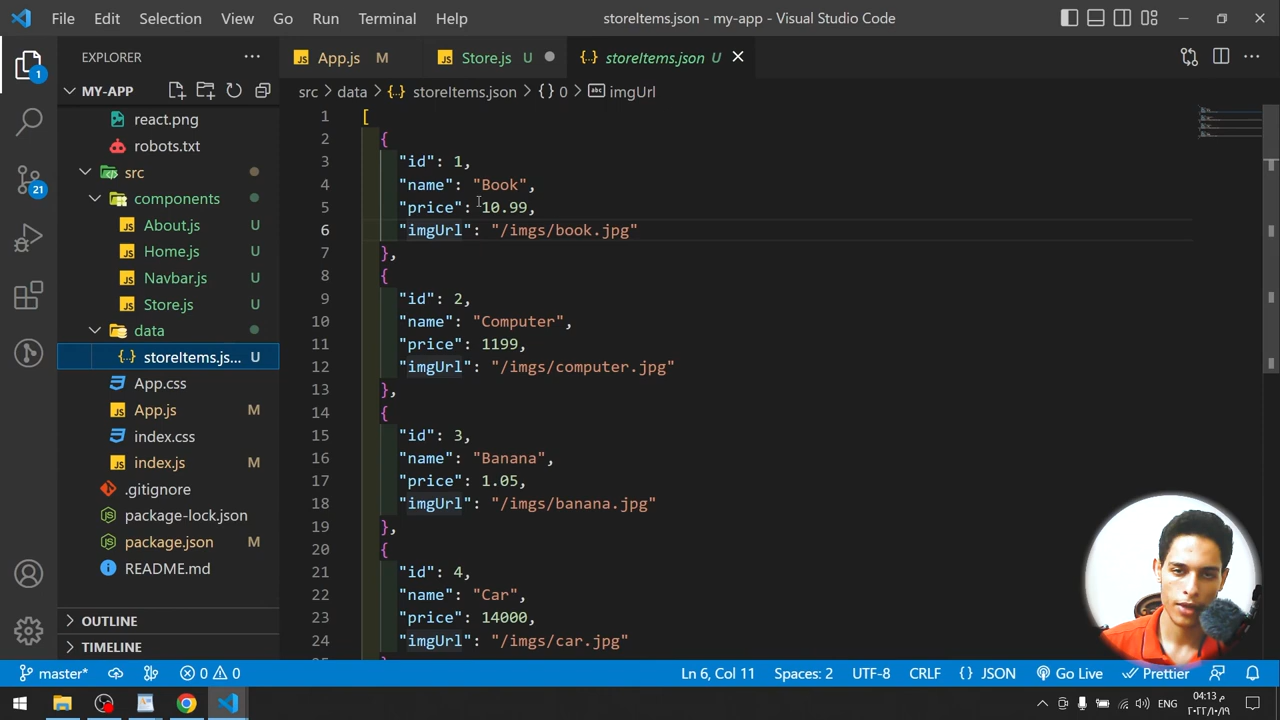 File Edit Selection View Go Run Terminal Help
storeItems.json - my-app - Visual Studio Code
EXPLORER
App.js M
Store.js U
storeItems.json U
1
MY-APP
src > data > storeItems.json > {} 0 > imgUrl
react.png
robots.txt
src
components
About.js U
Home.js U
Navbar.js U
Store.js U
data
storeItems.js... U
App.css
App.js M
index.css
index.js M
.gitignore
package-lock.json
package.json M
README.md
OUTLINE
TIMELINE
21
1 [
2 {
3 "id": 1,
4 "name": "Book",
5 "price": 10.99,
6 "imgUrl": "/imgs/book.jpg"
7 },
8 {
9 "id": 2,
10 "name": "Computer",
11 "price": 1199,
12 "imgUrl": "/imgs/computer.jpg"
13 },
14 {
15 "id": 3,
16 "name": "Banana",
17 "price": 1.05,
18 "imgUrl": "/imgs/banana.jpg"
19 },
20 {
21 "id": 4,
22 "name": "Car",
23 "price": 14000,
24 "imgUrl": "/imgs/car.jpg"
master* 0 0 Ln 6, Col 11 Spaces: 2 UTF-8 CRLF {} JSON Go Live Prettier
ENG
04:13 م